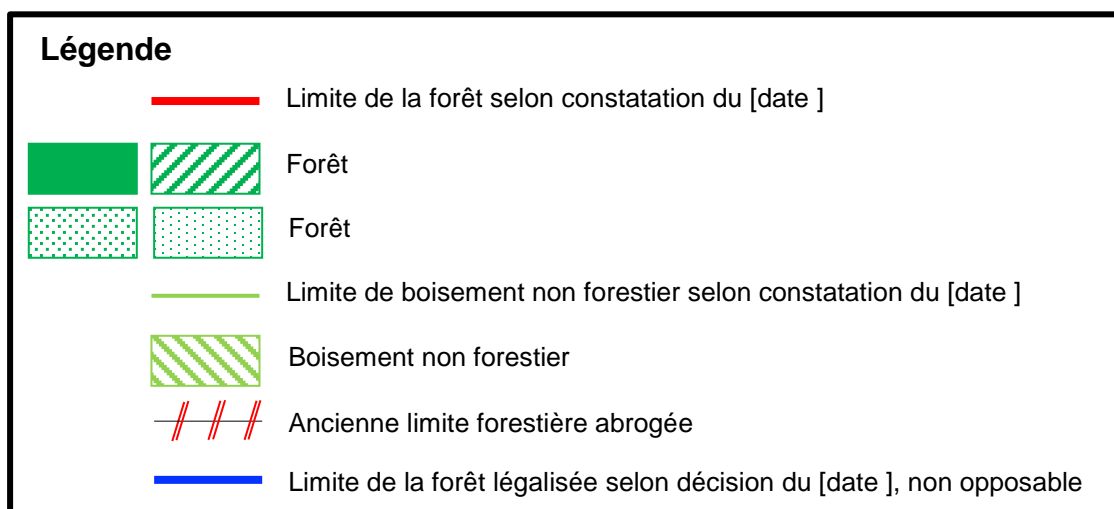 Légende
Limite de la forêt selon constatation du [date ]
Forêt
Forêt
Limite de boisement non forestier selon constatation du [date ]
Boisement non forestier
Ancienne limite forestière abrogée
Limite de la forêt légalisée selon décision du [date ], non opposable